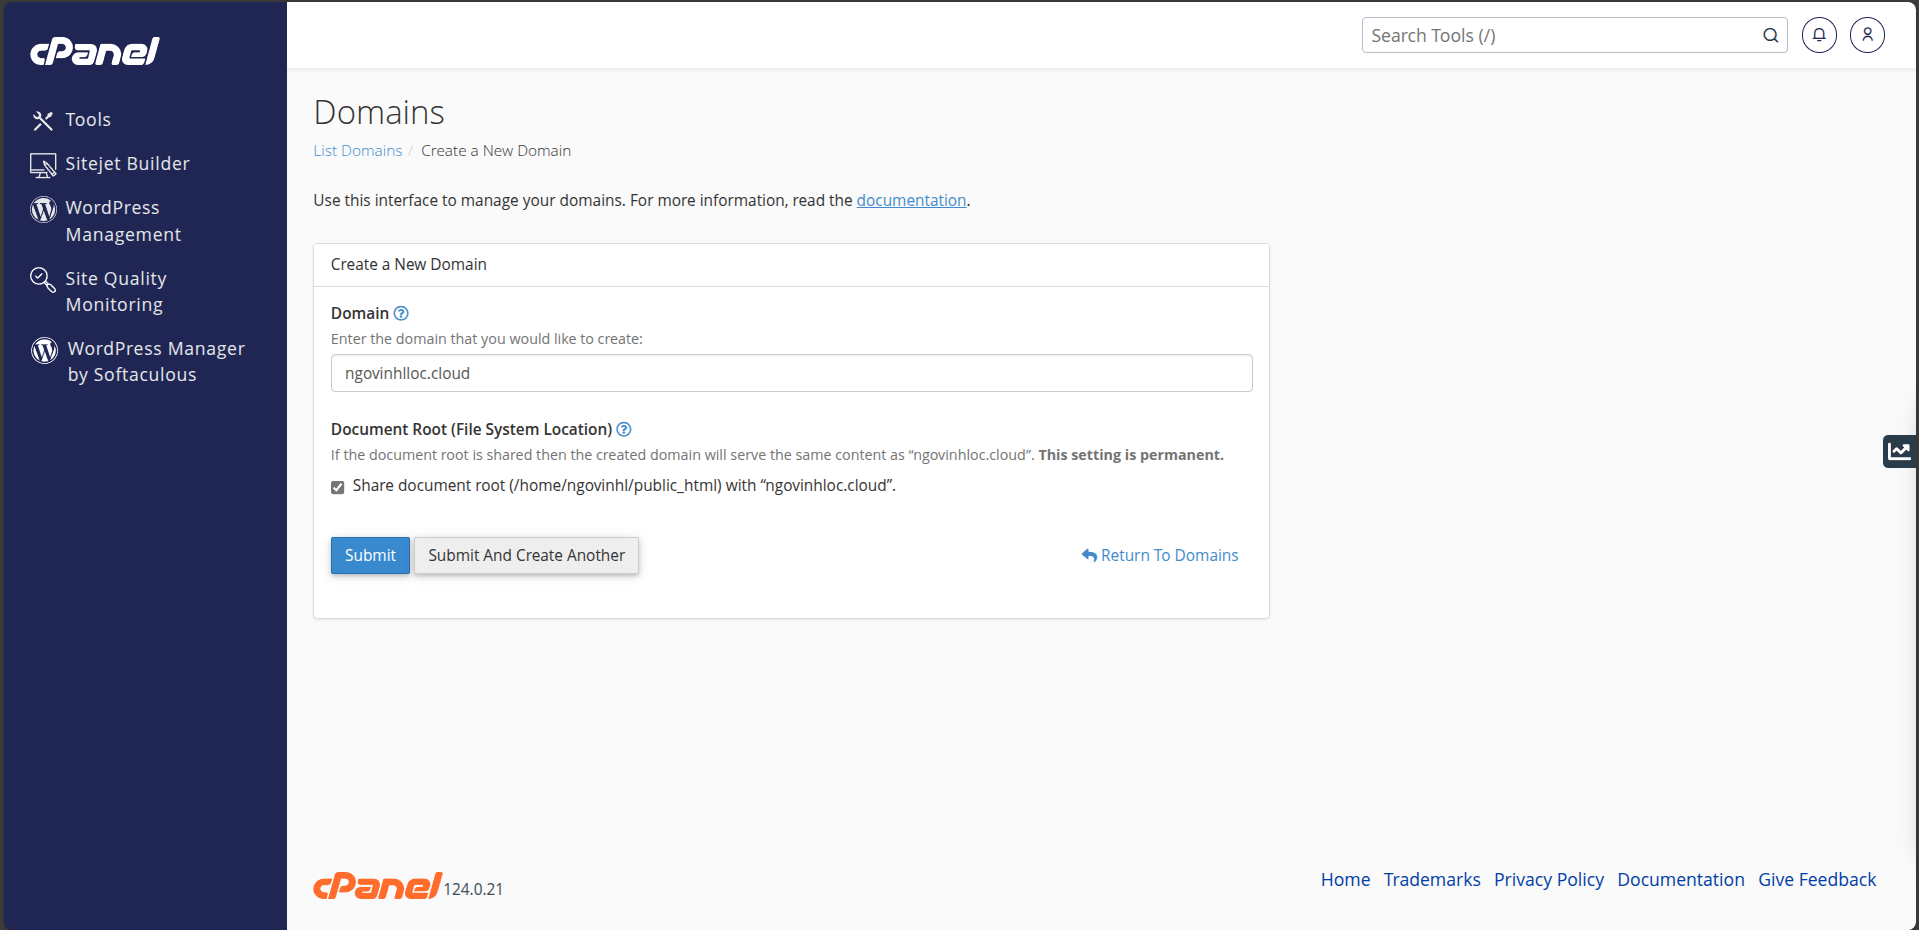 cPanel
Search Tools (/)
Tools
Sitejet Builder
WordPress
Management
Site Quality
Monitoring
WordPress Manager
by Softaculous
Domains
List Domains / Create a New Domain
Use this interface to manage your domains. For more information, read the documentation.
Create a New Domain
Domain
Enter the domain that you would like to create:
ngovinhlloc.cloud
Document Root (File System Location)
If the document root is shared then the created domain will serve the same content as “ngovinhloc.cloud”. This setting is permanent.
Share document root (/home/ngovinhl/public_html) with “ngovinhloc.cloud”.
Submit
Submit And Create Another
Return To Domains
cPanel 124.0.21
Home Trademarks Privacy Policy Documentation Give Feedback